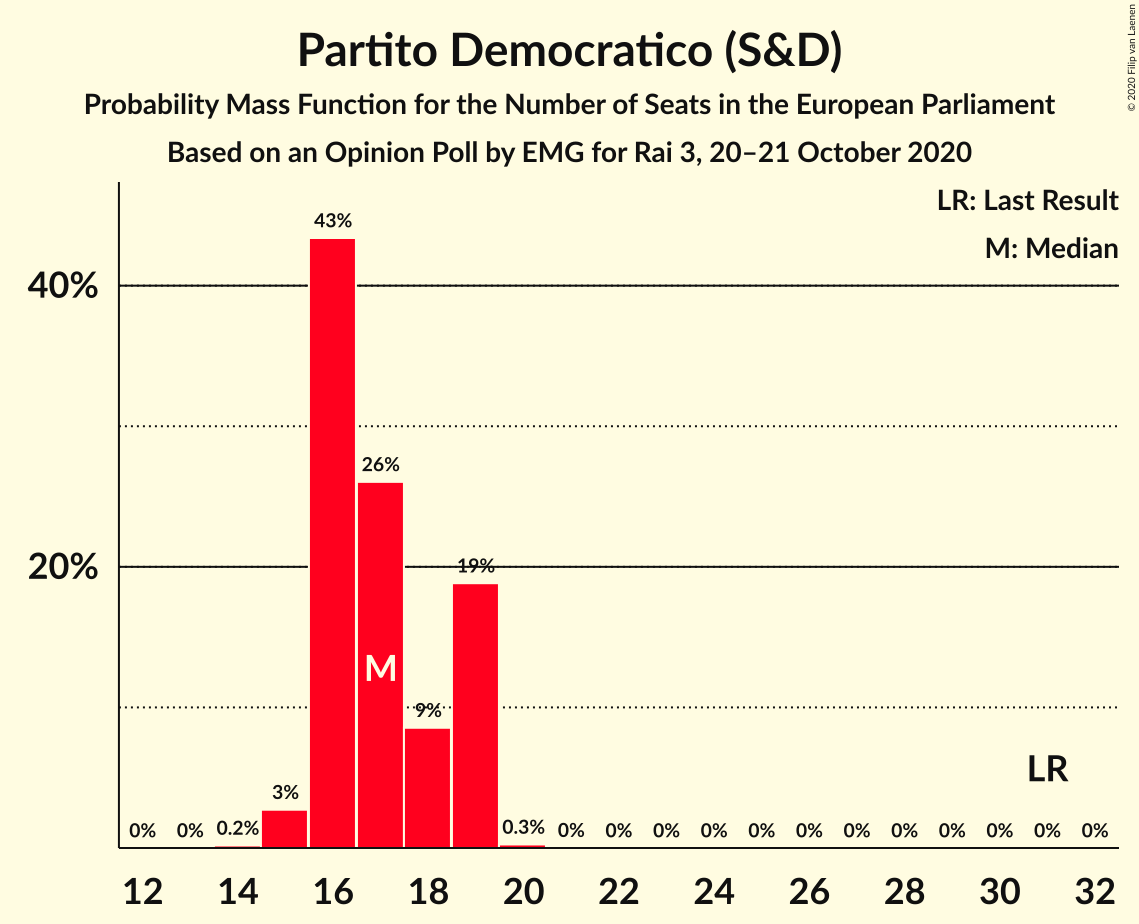 Partito Democratico (S&D)
Probability Mass Function for the Number of Seats in the European Parliament
Based on an Opinion Poll by EMG for Rai 3, 20–21 October 2020
© 2020 Filip van Laenen
LR: Last Result
M: Median
40%
20%
43%
26%
19%
M
9%
LR
3%
0% 0% 0.2% 0.3% 0% 0% 0% 0% 0% 0% 0% 0% 0% 0% 0% 0%
12 14 16 18 20 22 24 26 28 30 32